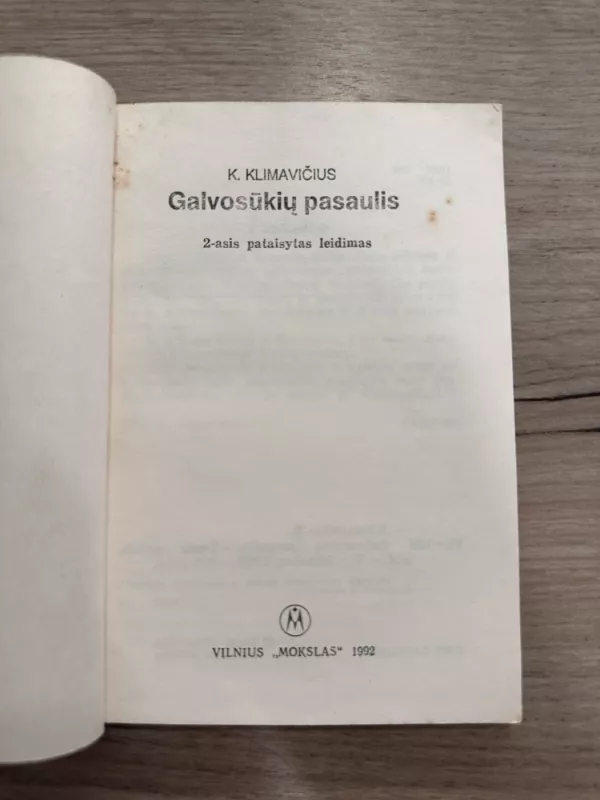 K. KLIMAVIČIUS
Galvosūkių pasaulis
2-asis pataisytas leidimas
VILNIUS „MOKSLAS“ 1992